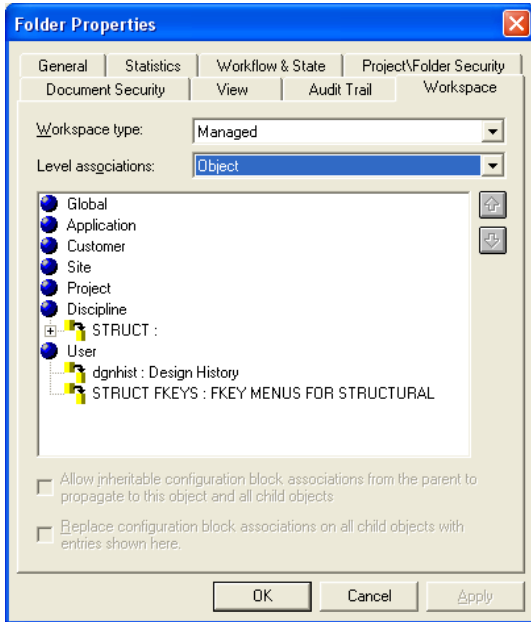 Folder Properties
General Statistics Workflow & State Project\Folder Security
Document Security View Audit Trail Workspace
Workspace type: Managed
Level associations: Object
Global
Application
Customer
Site
Project
Discipline
STRUCT :
User
dgnhist : Design History
STRUCT FKEYS : FKEY MENUS FOR STRUCTURAL
Allow inheritable configuration block associations from the parent to
propagate to this object and all child objects
Replace configuration block associations on all child objects with
entries shown here.
OK Cancel Apply